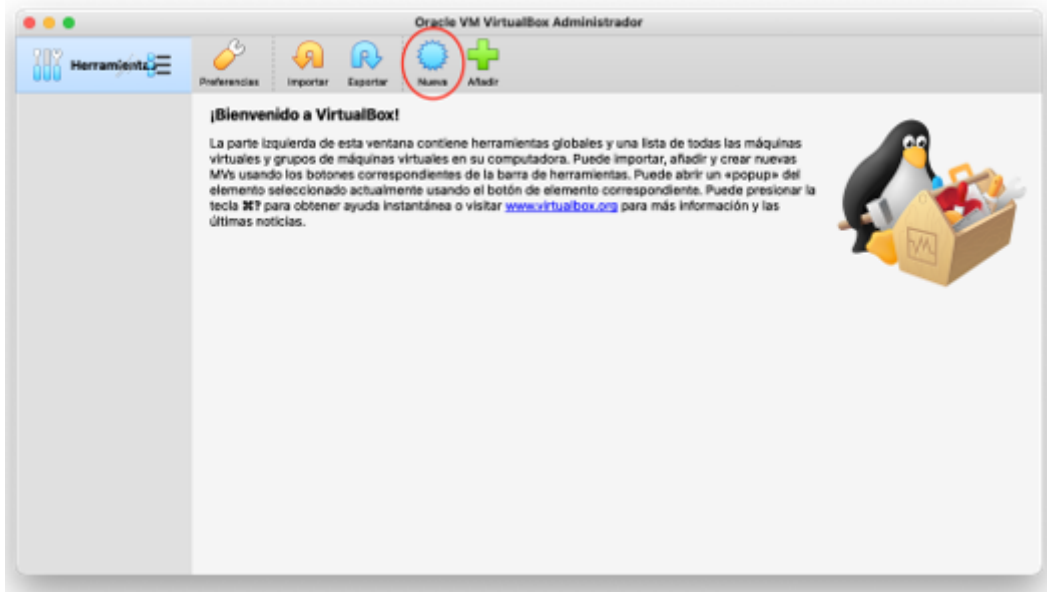 Oracle VM VirtualBox Administrador
Herramientas
Preferencias
Importar
Exportar
Nueva
Añadir
¡Bienvenido a VirtualBox!
La parte izquierda de esta ventana contiene herramientas globales y una lista de todas las máquinas
virtuales y grupos de máquinas virtuales en su computadora. Puede importar, añadir y crear nuevas
MVs usando los botones correspondientes de la barra de herramientas. Puede abrir un «popup» del
elemento seleccionado actualmente usando el botón de elemento correspondiente. Puede presionar la
tecla ⌘? para obtener ayuda instantánea o visitar www.virtualbox.org para más información y las
últimas noticias.